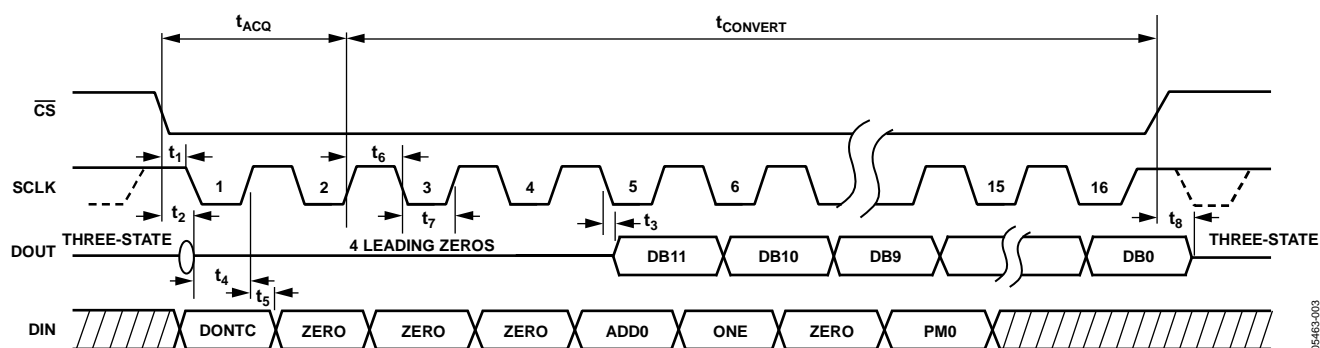 tACQ tCONVERT
CS
t1 t6
SCLK 1 2 3 4 5 6 15 16
t2 t7 t3 t8
THREE-STATE 4 LEADING ZEROS THREE-STATE
DOUT DB11 DB10 DB9 DB0
t4 t5
DIN DONTC ZERO ZERO ZERO ADD0 ONE ZERO PM0
05463-003